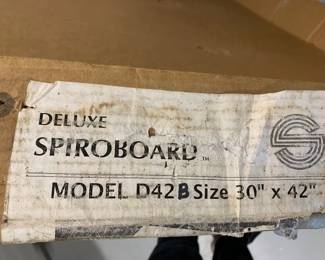 DELUXE
SPIROBOARD™
MODEL D42B Size 30" x 42"